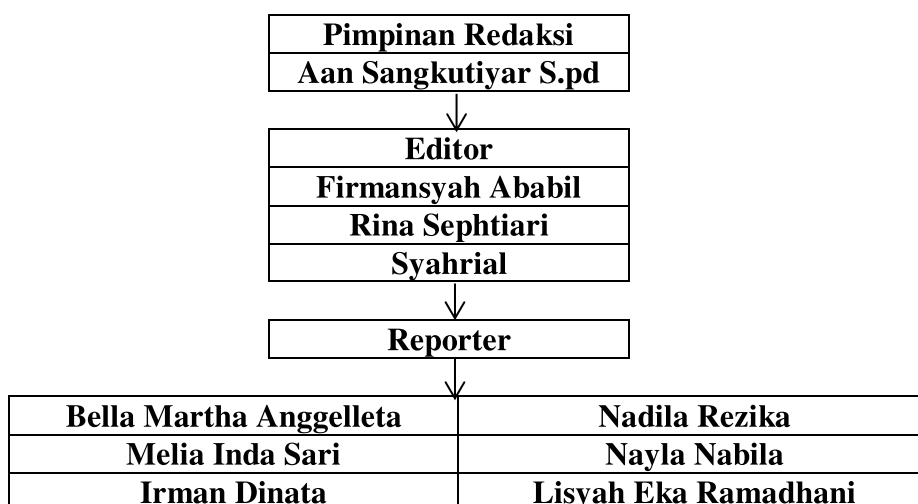 Pimpinan Redaksi
Aan Sangkutiyar S.pd
Editor
Firmansyah Ababil
Rina Sephtiari
Syahrial
Reporter
Bella Martha Anggelleta Nadila Rezika
Melia Inda Sari Nayla Nabila
Irman Dinata Lisyah Eka Ramadhani